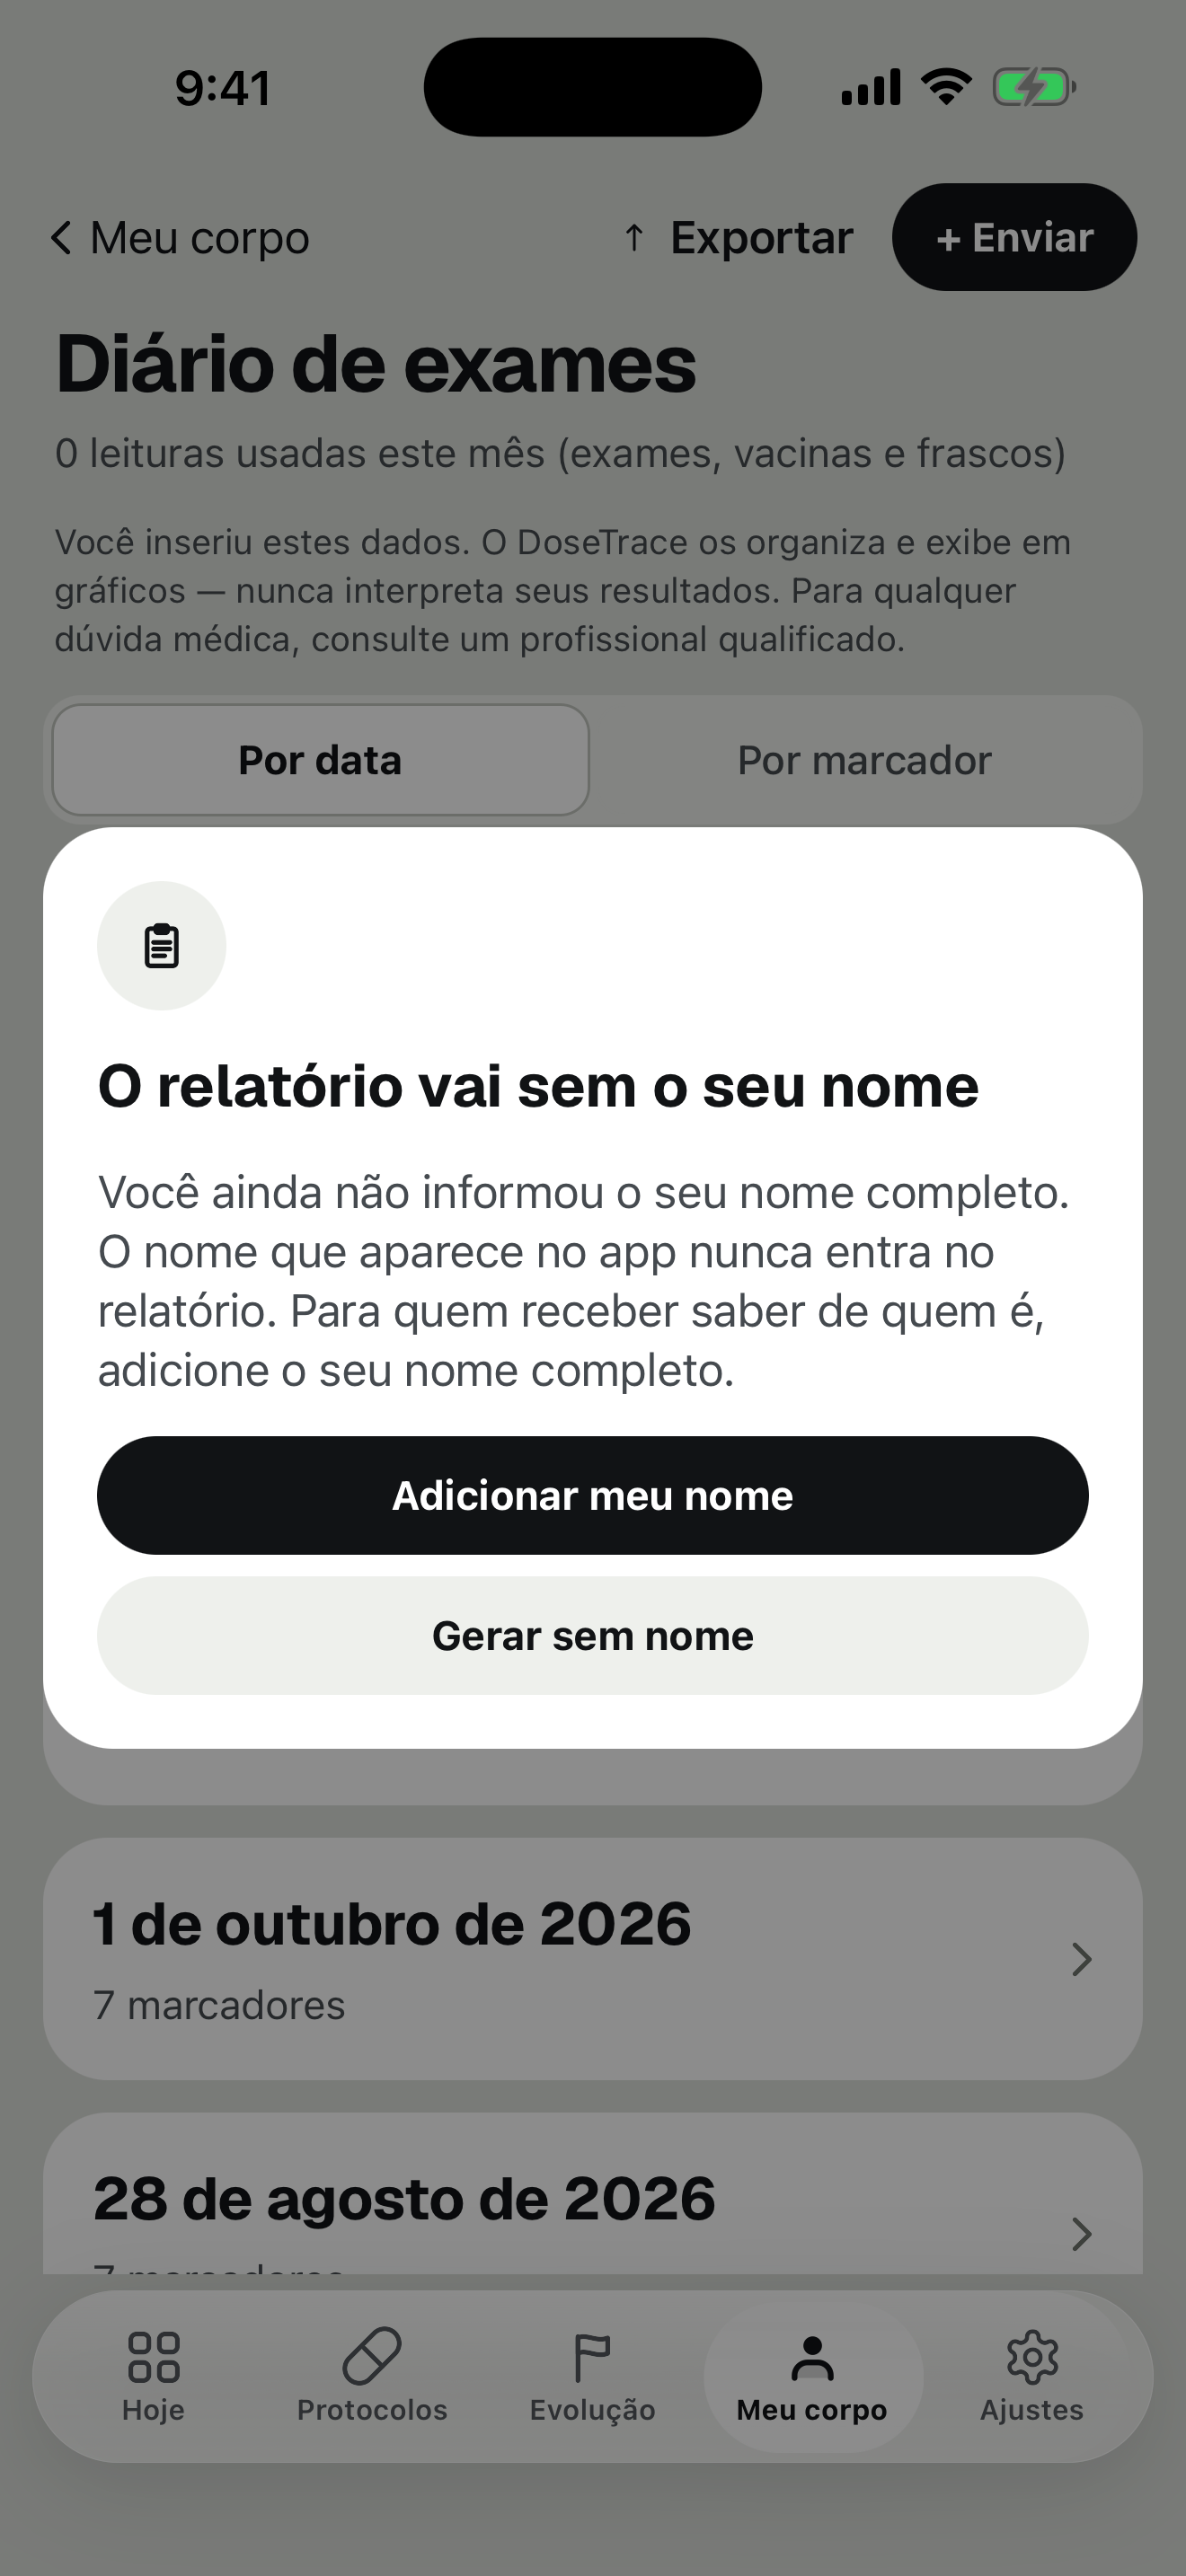 9:41
Meu corpo
↑ Exportar
+ Enviar
Diário de exames
0 leituras usadas este mês (exames, vacinas e frascos)
Você inseriu estes dados. O DoseTrace os organiza e exibe em
gráficos — nunca interpreta seus resultados. Para qualquer
dúvida médica, consulte um profissional qualificado.
Por data
Por marcador
O relatório vai sem o seu nome
Você ainda não informou o seu nome completo.
O nome que aparece no app nunca entra no
relatório. Para quem receber saber de quem é,
adicione o seu nome completo.
Adicionar meu nome
Gerar sem nome
1 de outubro de 2026
7 marcadores
28 de agosto de 2026
7 marcadores
Hoje
Protocolos
Evolução
Meu corpo
Ajustes